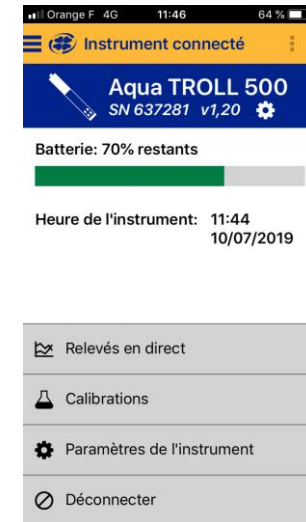 Orange F 4G 11:46 64 %
Instrument connecté
Aqua TROLL 500
SN 637281 v1,20
Batterie: 70% restants
Heure de l'instrument: 11:44
10/07/2019
Relevés en direct
Calibrations
Paramètres de l'instrument
Déconnecter